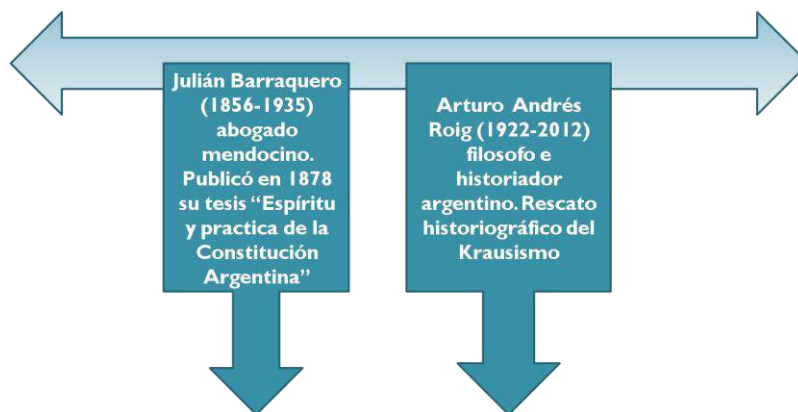 Julián Barraquero
(1856-1935)
abogado
mendocino.
Publicó en 1878
su tesis “Espíritu
y practica de la
Constitución
Argentina”
Arturo Andrés
Roig (1922-2012)
filosofo e
historiador
argentino. Rescato
historiográfico del
Krausismo